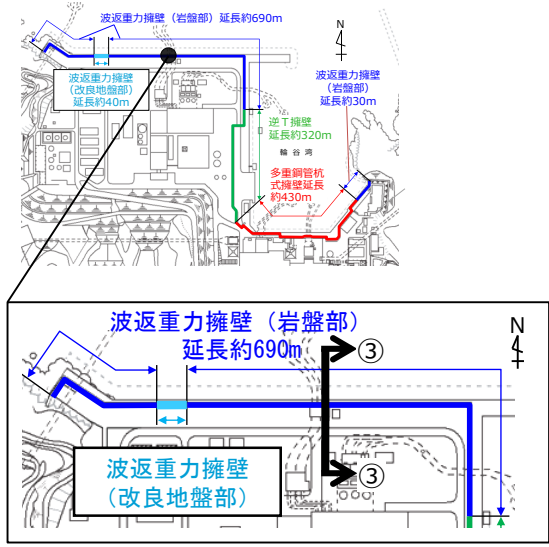 波返重力擁壁（岩盤部）延長約690m
N
波返重力擁壁
（改良地盤部）
延長約40m
波返重力擁壁
（岩盤部）
延長約30m
逆T擁壁
延長約320m
輪谷湾
多重鋼管杭
式擁壁延長
約430m
波返重力擁壁（岩盤部）
延長約690m
N
③
③
波返重力擁壁
（改良地盤部）